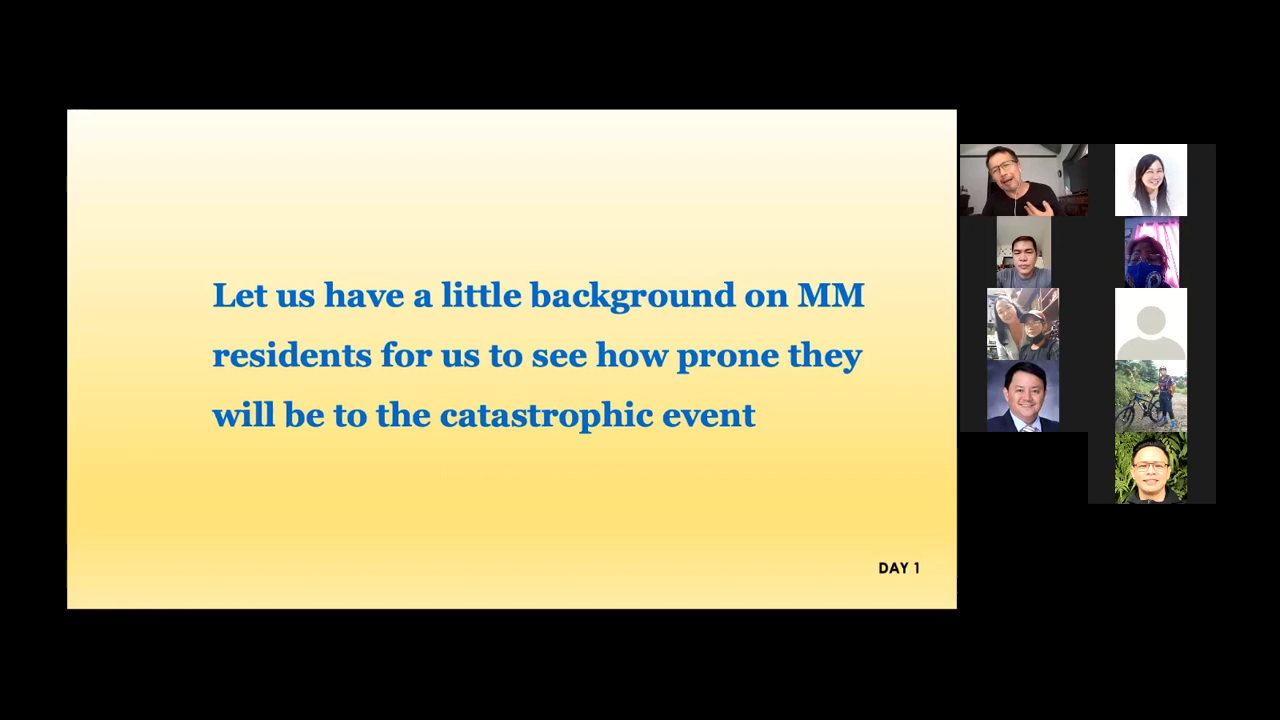 Let us have a little background on MM
residents for us to see how prone they
will be to the catastrophic event
DAY 1